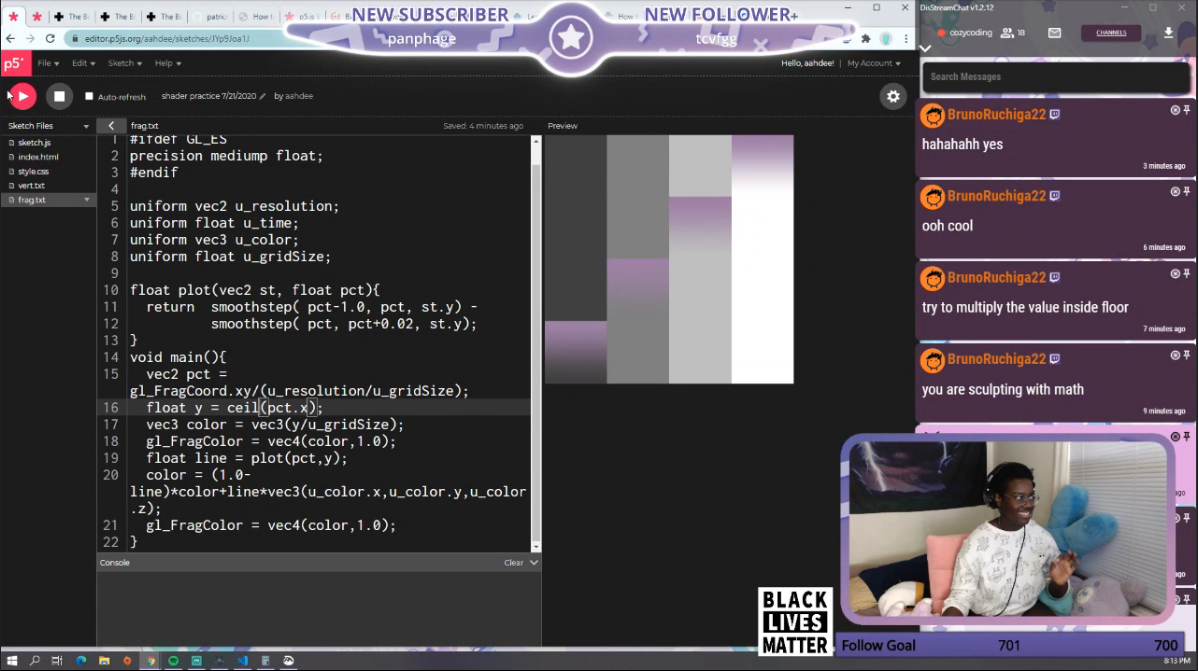 The B
The B
The B
patric
How t
p5.js
NEW SUBSCRIBER
panphage
NEW FOLLOWER+
tcvfgg
editor.p5js.org/aahdee/sketches/JYp9Joa1J
p5*
File
Edit
Sketch
Help
Hello, aahdee!
My Account
Auto-refresh
shader practice 7/21/2020
by aahdee
Sketch Files
frag.txt
Saved: 4 minutes ago
Preview
sketch.js
index.html
style.css
vert.txt
frag.txt
1 #ifdef GL_ES
2 precision mediump float;
3 #endif
4
5 uniform vec2 u_resolution;
6 uniform float u_time;
7 uniform vec3 u_color;
8 uniform float u_gridSize;
9
10 float plot(vec2 st, float pct){
11 return smoothstep( pct-1.0, pct, st.y) -
12 smoothstep( pct, pct+0.02, st.y);
13 }
14 void main(){
15 vec2 pct =
gl_FragCoord.xy/(u_resolution/u_gridSize);
16 float y = ceil(pct.x);
17 vec3 color = vec3(y/u_gridSize);
18 gl_FragColor = vec4(color,1.0);
19 float line = plot(pct,y);
20 color = (1.0-
line)*color+line*vec3(u_color.x,u_color.y,u_color
.z);
21 gl_FragColor = vec4(color,1.0);
22 }
Console
Clear
DisStreamChat v1.2.12
cozycoding
18
CHANNELS
Search Messages
BrunoRuchiga22
hahahahh yes
3 minutes ago
BrunoRuchiga22
ooh cool
6 minutes ago
BrunoRuchiga22
try to multiply the value inside floor
7 minutes ago
BrunoRuchiga22
you are sculpting with math
9 minutes ago
ago
ago
ago
BLACK
LIVES
MATTER
Follow Goal
701
700
8:13 PM